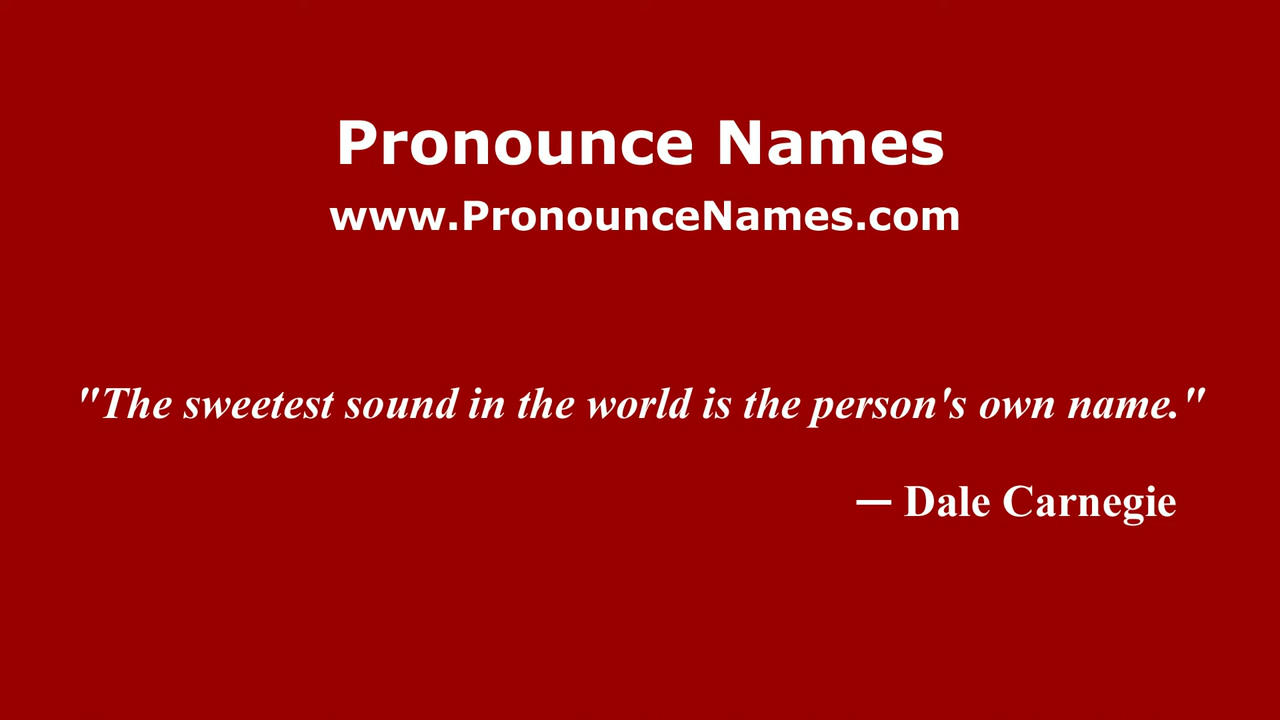 Pronounce Names
www.PronounceNames.com
"The sweetest sound in the world is the person's own name."
— Dale Carnegie